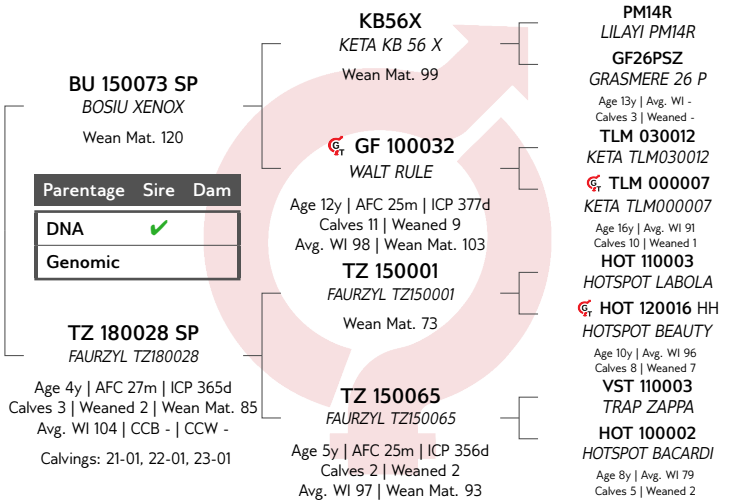 BU 150073 SP
BOSIU XENOX
Wean Mat. 120
Parentage Sire Dam
DNA ✔
Genomic
TZ 180028 SP
FAURZYL TZ180028
Age 4y | AFC 27m | ICP 365d
Calves 3 | Weaned 2 | Wean Mat. 85
Avg. WI 104 | CCB - | CCW -
Calvings: 21-01, 22-01, 23-01
KB56X
KETA KB 56 X
Wean Mat. 99
GT GF 100032
WALT RULE
Age 12y | AFC 25m | ICP 377d
Calves 11 | Weaned 9
Avg. WI 98 | Wean Mat. 103
TZ 150001
FAURZYL TZ150001
Wean Mat. 73
TZ 150065
FAURZYL TZ150065
Age 5y | AFC 25m | ICP 356d
Calves 2 | Weaned 2
Avg. WI 97 | Wean Mat. 93
PM14R
LILAYI PM14R
GF26PSZ
GRASMERE 26 P
Age 13y | Avg. WI -
Calves 3 | Weaned -
TLM 030012
KETA TLM030012
GT TLM 000007
KETA TLM000007
Age 16y | Avg. WI 91
Calves 10 | Weaned 1
HOT 110003
HOTSPOT LABOLA
GT HOT 120016 HH
HOTSPOT BEAUTY
Age 10y | Avg. WI 96
Calves 8 | Weaned 7
VST 110003
TRAP ZAPPA
HOT 100002
HOTSPOT BACARDI
Age 8y | Avg. WI 79
Calves 5 | Weaned 2